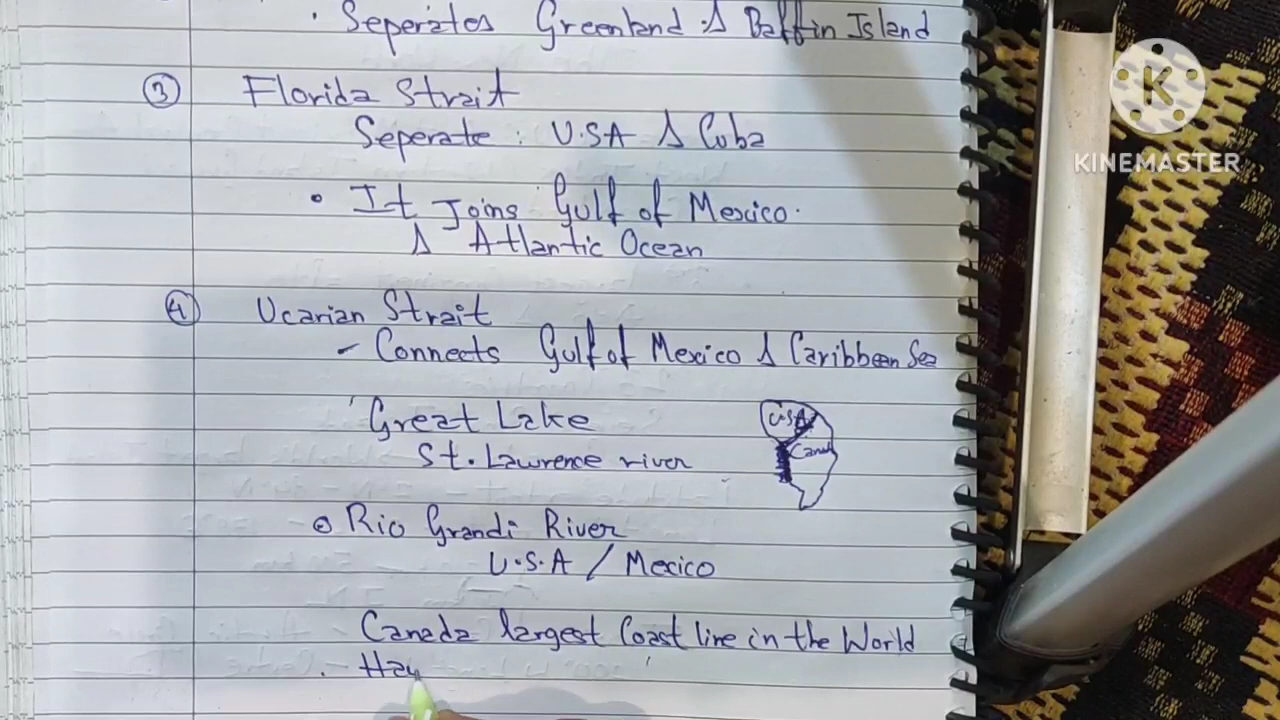 · Seperates Greenland & Baffin Island
③ Florida Strait
Seperate : U.S.A & Cuba
• It Joins Gulf of Mexico.
& Atlantic Ocean
④ Ucarian Strait
- Connects Gulf of Mexico & Caribbean Sea
Great Lake
St. Lawrence river
U.S.A
Canad
Rio Grandi River
U.S.A / Mexico
Canada largest Coast line in the World
. Hay
K
KINEMASTER